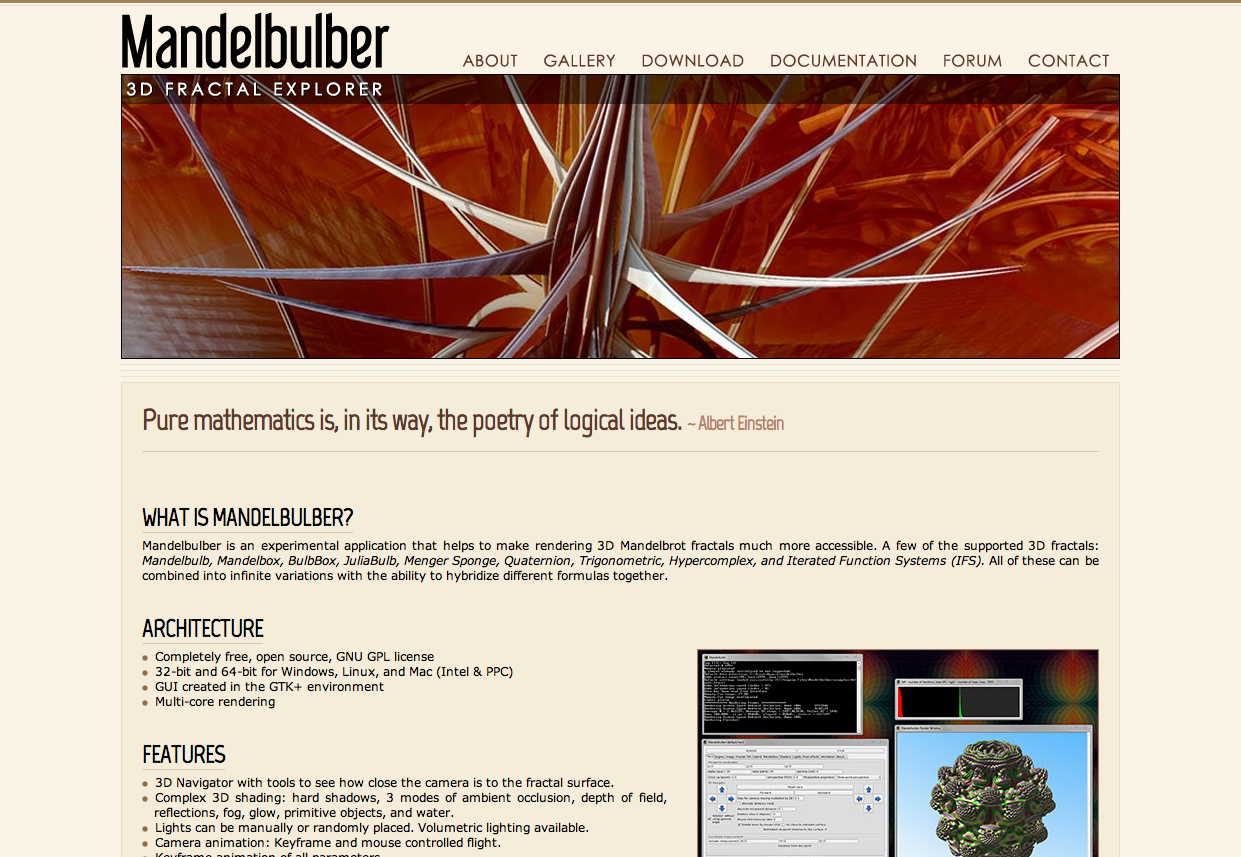 Mandelbulber
ABOUT GALLERY DOWNLOAD DOCUMENTATION FORUM CONTACT
3D FRACTAL EXPLORER
Pure mathematics is, in its way, the poetry of logical ideas. ~ Albert Einstein
WHAT IS MANDELBULBER?
Mandelbulber is an experimental application that helps to make rendering 3D Mandelbrot fractals much more accessible. A few of the supported 3D fractals:
Mandelbulb, Mandelbox, BulbBox, JuliaBulb, Menger Sponge, Quaternion, Trigonometric, Hypercomplex, and Iterated Function Systems (IFS). All of these can be
combined into infinite variations with the ability to hybridize different formulas together.
ARCHITECTURE
Completely free, open source, GNU GPL license
32-bit and 64-bit for Windows, Linux, and Mac (Intel & PPC)
GUI created in the GTK+ environment
Multi-core rendering
FEATURES
3D Navigator with tools to see how close the camera is to the fractal surface.
Complex 3D shading: hard shadows, 3 modes of ambient occlusion, depth of field,
reflections, fog, glow, primitive objects, and water.
Lights can be manually or randomly placed. Volumetric lighting available.
Camera animation: Keyframe and mouse controlled flight.
Keyframe animation of all parameters